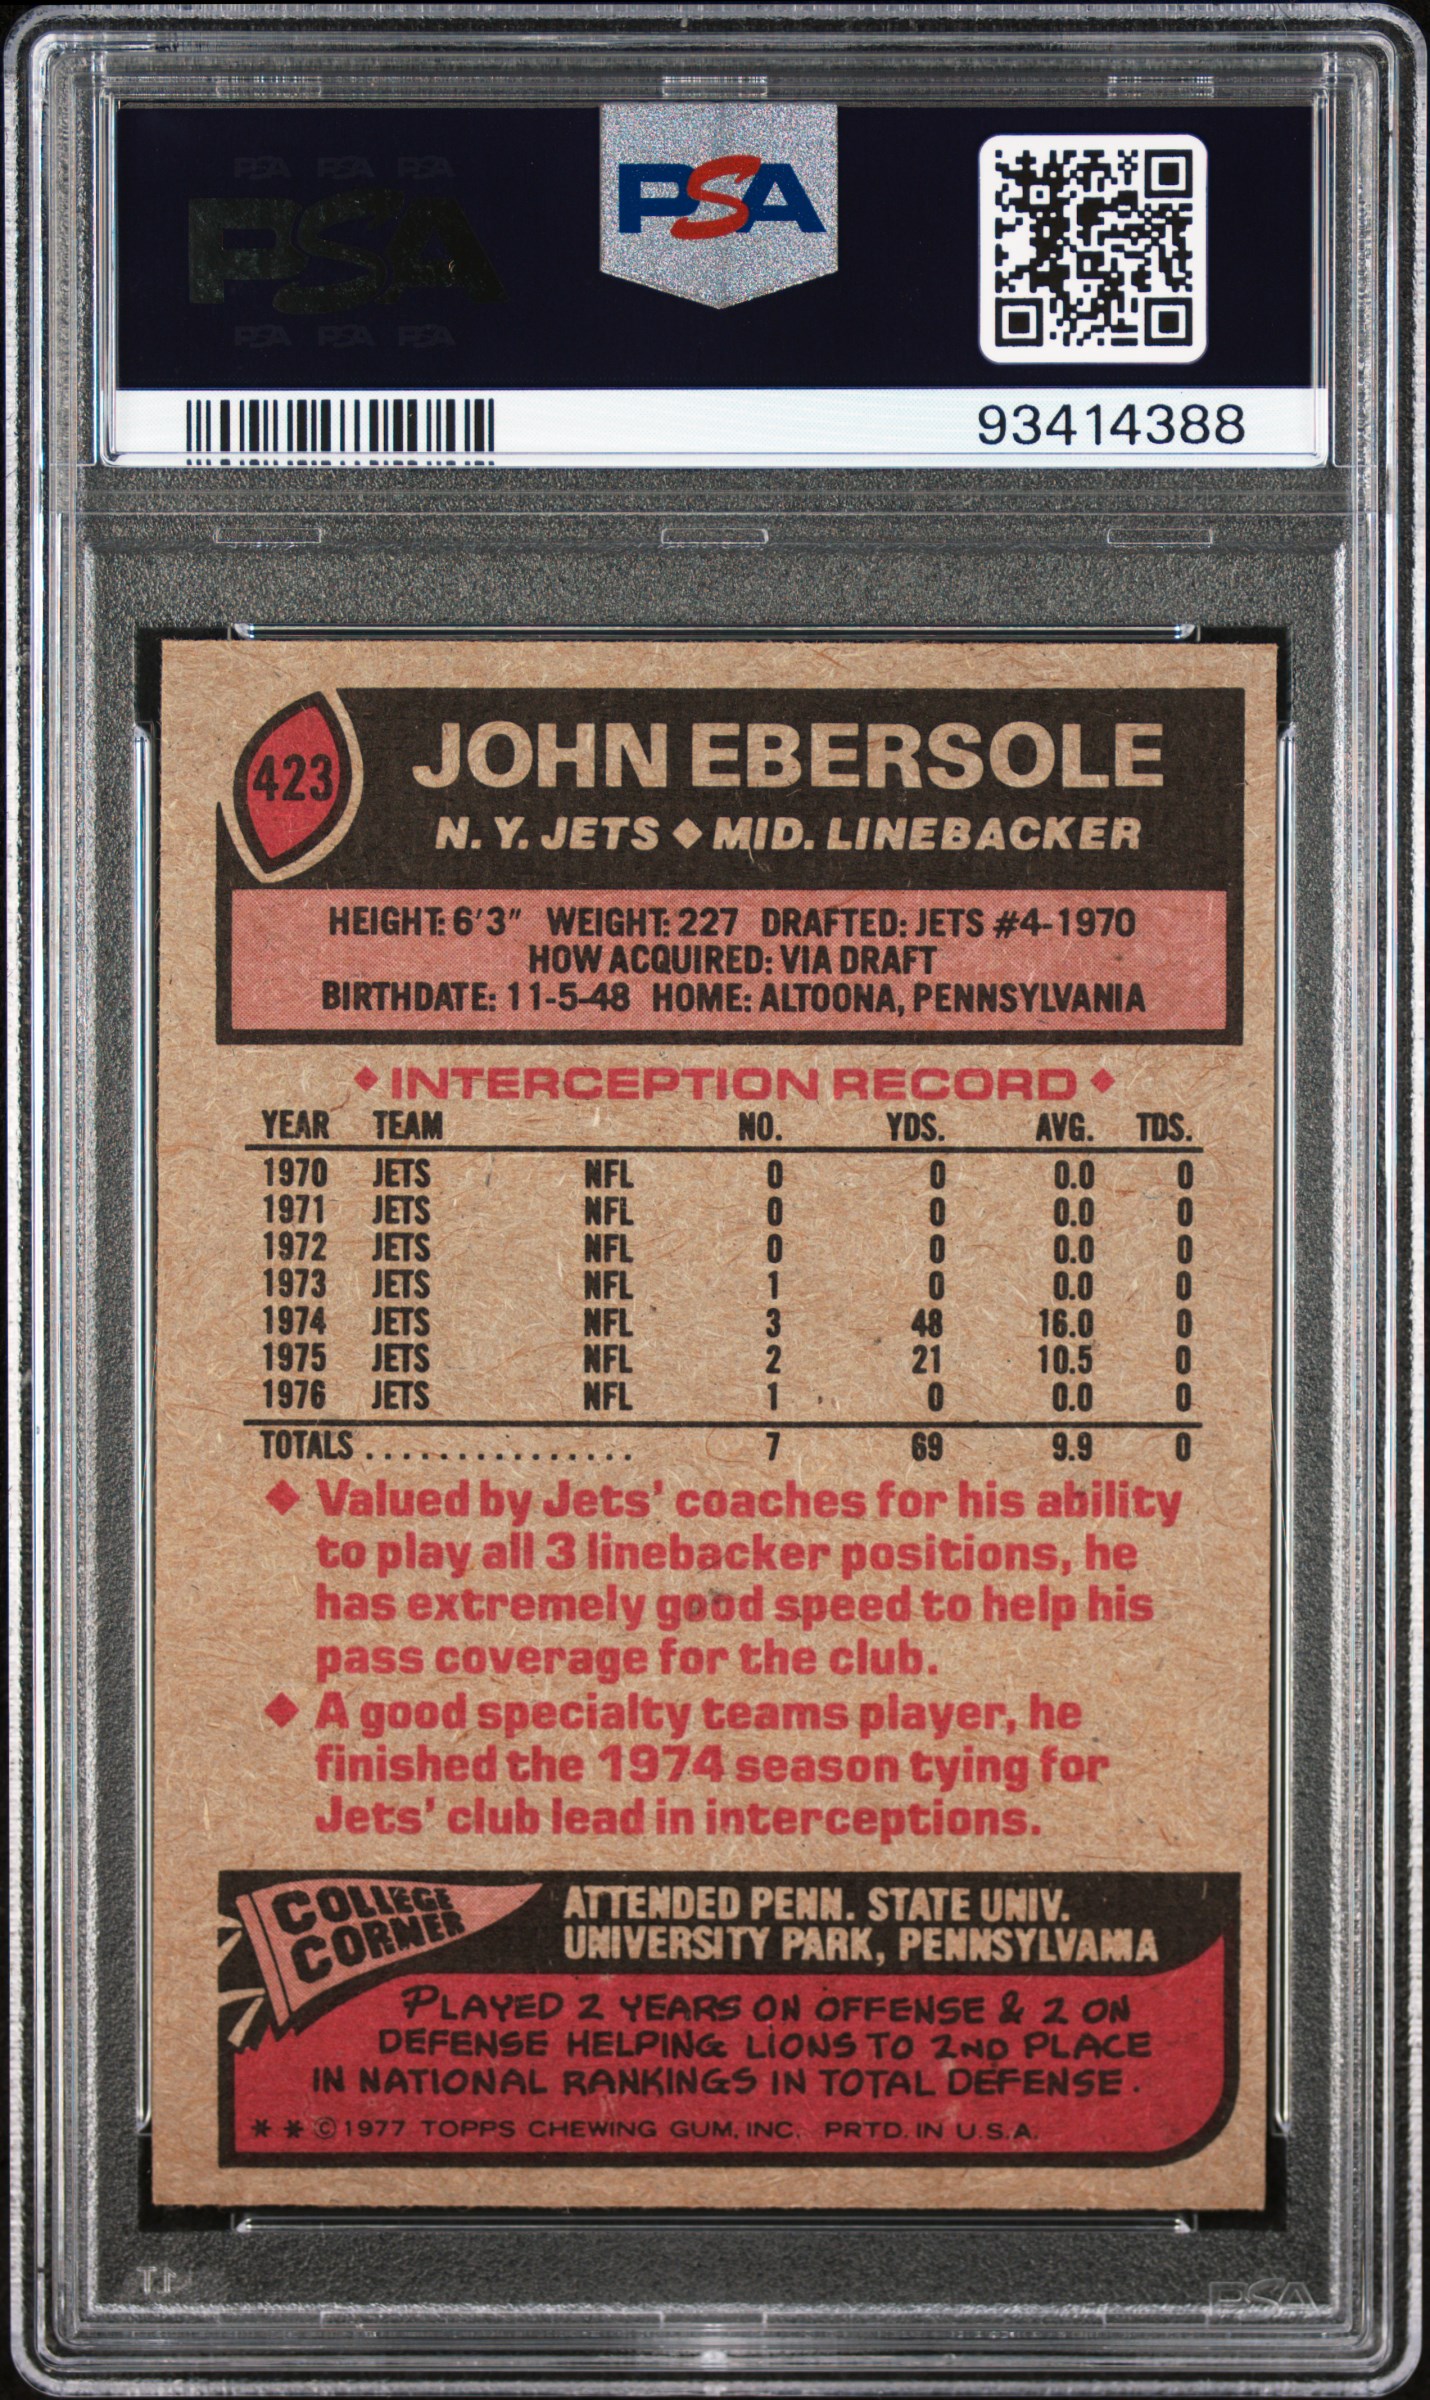 PSA PSA PSA
PSA
PSA PSA PSA
PSA
93414388
423
JOHN EBERSOLE
N. Y. JETS ◆ MID. LINEBACKER
HEIGHT: 6'3" WEIGHT: 227 DRAFTED: JETS #4-1970
HOW ACQUIRED: VIA DRAFT
BIRTHDATE: 11-5-48 HOME: ALTOONA, PENNSYLVANIA
◆ INTERCEPTION RECORD ◆
YEAR TEAM NO. YDS. AVG. TDS.
1970 JETS NFL 0 0 0.0 0
1971 JETS NFL 0 0 0.0 0
1972 JETS NFL 0 0 0.0 0
1973 JETS NFL 1 0 0.0 0
1974 JETS NFL 3 48 16.0 0
1975 JETS NFL 2 21 10.5 0
1976 JETS NFL 1 0 0.0 0
TOTALS ............... 7 69 9.9 0
◆ Valued by Jets' coaches for his ability
to play all 3 linebacker positions, he
has extremely good speed to help his
pass coverage for the club.
◆ A good specialty teams player, he
finished the 1974 season tying for
Jets' club lead in interceptions.
COLLEGE
CORNER
ATTENDED PENN. STATE UNIV.
UNIVERSITY PARK, PENNSYLVANIA
PLAYED 2 YEARS ON OFFENSE & 2 ON
DEFENSE HELPING LIONS TO 2ND PLACE
IN NATIONAL RANKINGS IN TOTAL DEFENSE.
* * © 1977 TOPPS CHEWING GUM, INC. PRTD. IN U.S.A.
PSA